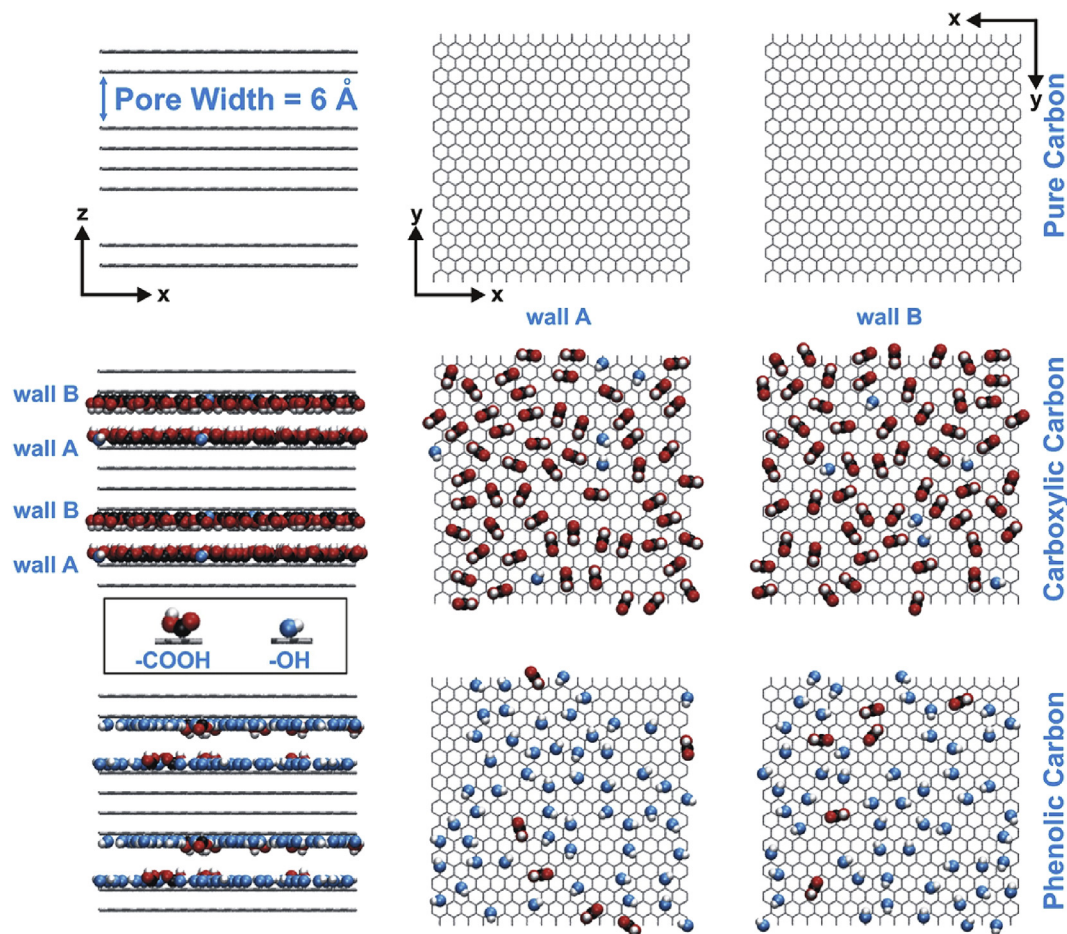 Pore Width = 6 Å
z
x
y
x
x
y
Pure Carbon
wall A
wall B
wall B
wall A
wall B
wall A
Carboxylic Carbon
-COOH
-OH
Phenolic Carbon